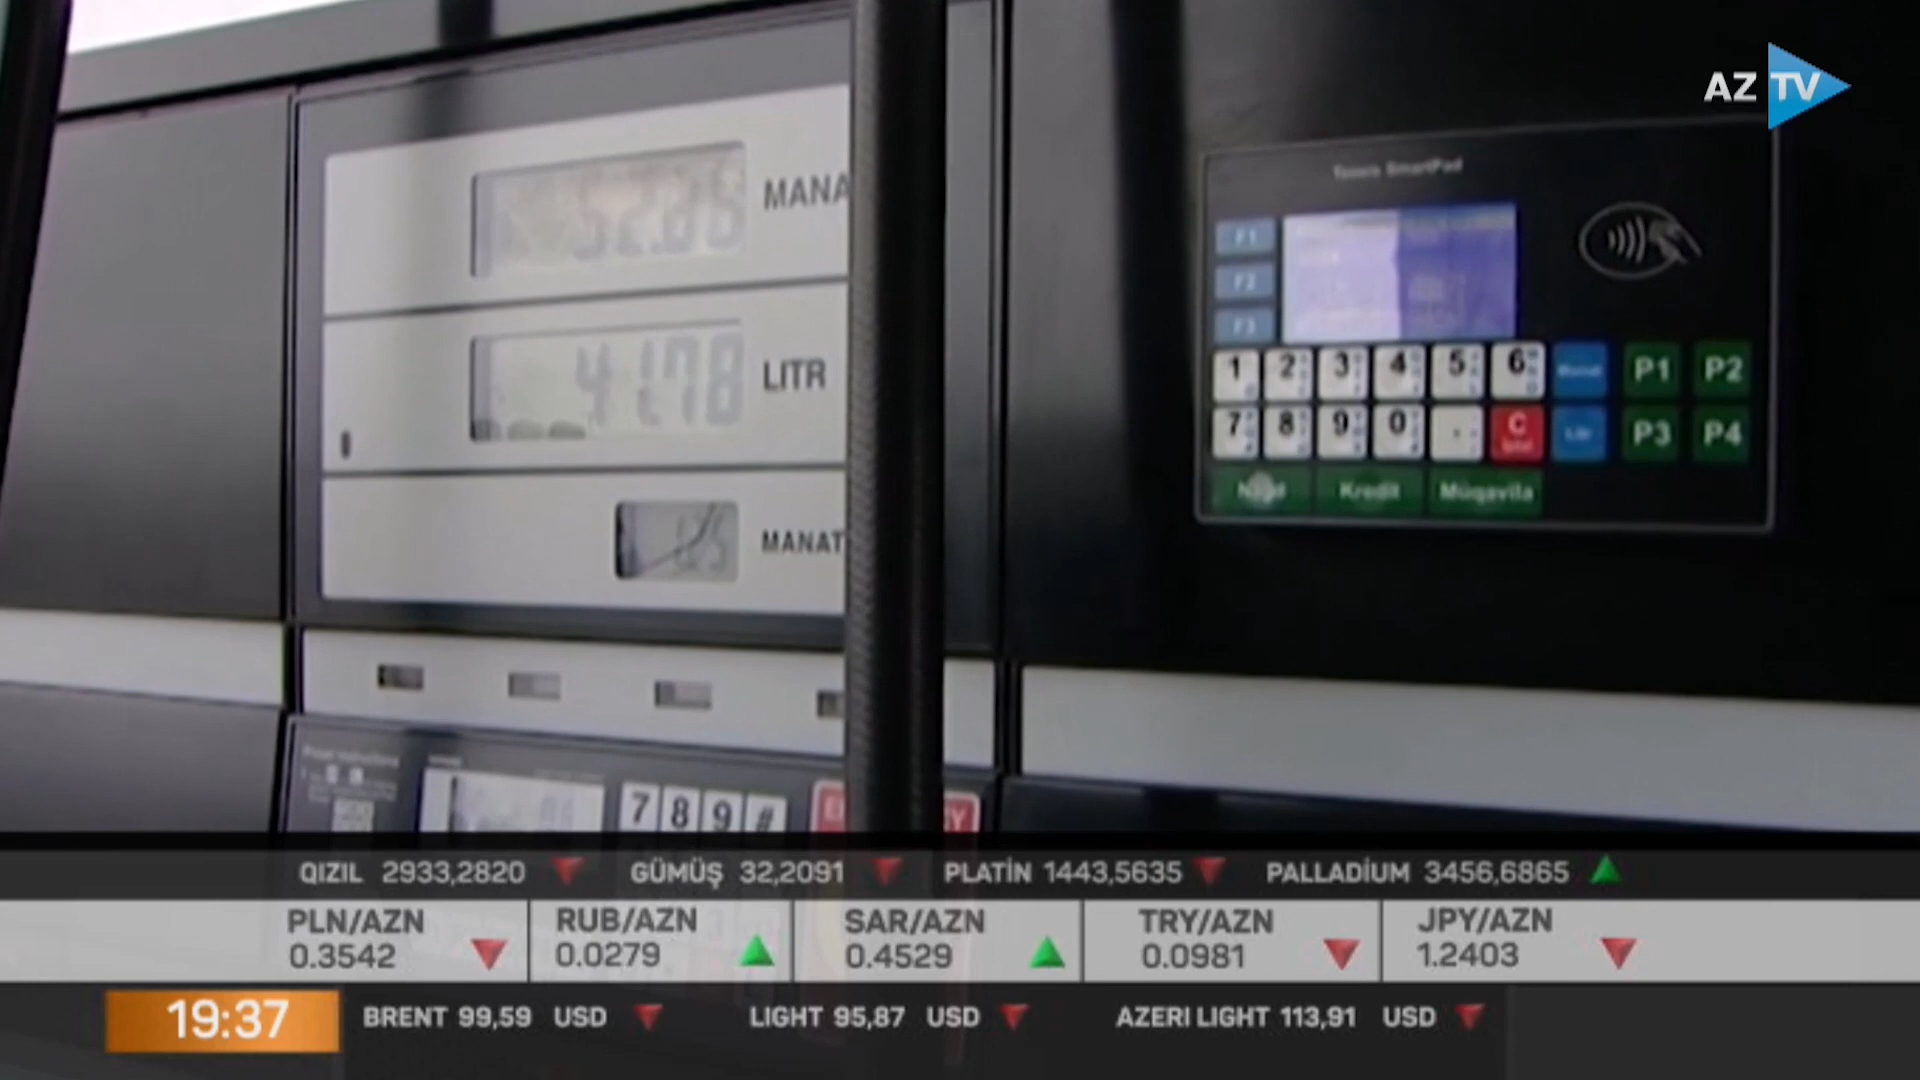 AZ TV
MANA
41.78 LITR
MANAT
F1
F2
F3
1 2 3 4 5 6 P1 P2
7 8 9 0 . C P3 P4
Kredit Müqavilə
7 8 9 #
QIZIL 2933,2820 GÜMÜŞ 32,2091 PLATİN 1443,5635 PALLADİUM 3456,6865
PLN/AZN RUB/AZN SAR/AZN TRY/AZN JPY/AZN
0.3542 0.0279 0.4529 0.0981 1.2403
19:37 BRENT 99,59 USD LIGHT 95,87 USD AZERI LIGHT 113,91 USD